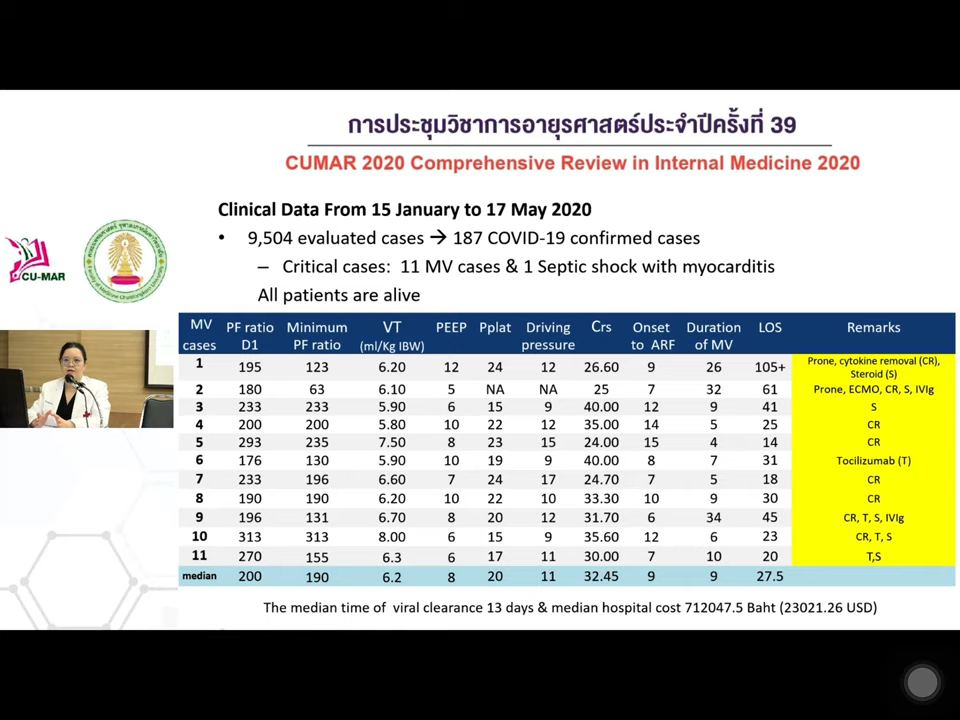 การประชุมวิชาการอายุรศาสตร์ประจำปีครั้งที่ 39
CUMAR 2020 Comprehensive Review in Internal Medicine 2020
Clinical Data From 15 January to 17 May 2020
• 9,504 evaluated cases → 187 COVID-19 confirmed cases
– Critical cases: 11 MV cases & 1 Septic shock with myocarditis
All patients are alive
CU-MAR
MV cases PF ratio D1 Minimum PF ratio VT (ml/Kg IBW) PEEP Pplat Driving pressure Crs Onset to ARF Duration of MV LOS Remarks
1 195 123 6.20 12 24 12 26.60 9 26 105+ Prone, cytokine removal (CR), Steroid (S)
2 180 63 6.10 5 NA NA 25 7 32 61 Prone, ECMO, CR, S, IVIg
3 233 233 5.90 6 15 9 40.00 12 9 41 S
4 200 200 5.80 10 22 12 35.00 14 5 25 CR
5 293 235 7.50 8 23 15 24.00 15 4 14 CR
6 176 130 5.90 10 19 9 40.00 8 7 31 Tocilizumab (T)
7 233 196 6.60 7 24 17 24.70 7 5 18 CR
8 190 190 6.20 10 22 10 33.30 10 9 30 CR
9 196 131 6.70 8 20 12 31.70 6 34 45 CR, T, S, IVIg
10 313 313 8.00 6 15 9 35.60 12 6 23 CR, T, S
11 270 155 6.3 6 17 11 30.00 7 10 20 T,S
median 200 190 6.2 8 20 11 32.45 9 9 27.5
The median time of viral clearance 13 days & median hospital cost 712047.5 Baht (23021.26 USD)